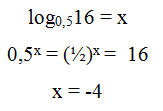 log₀,₅16 = x
0,5ˣ = (½)ˣ = 16
x = -4